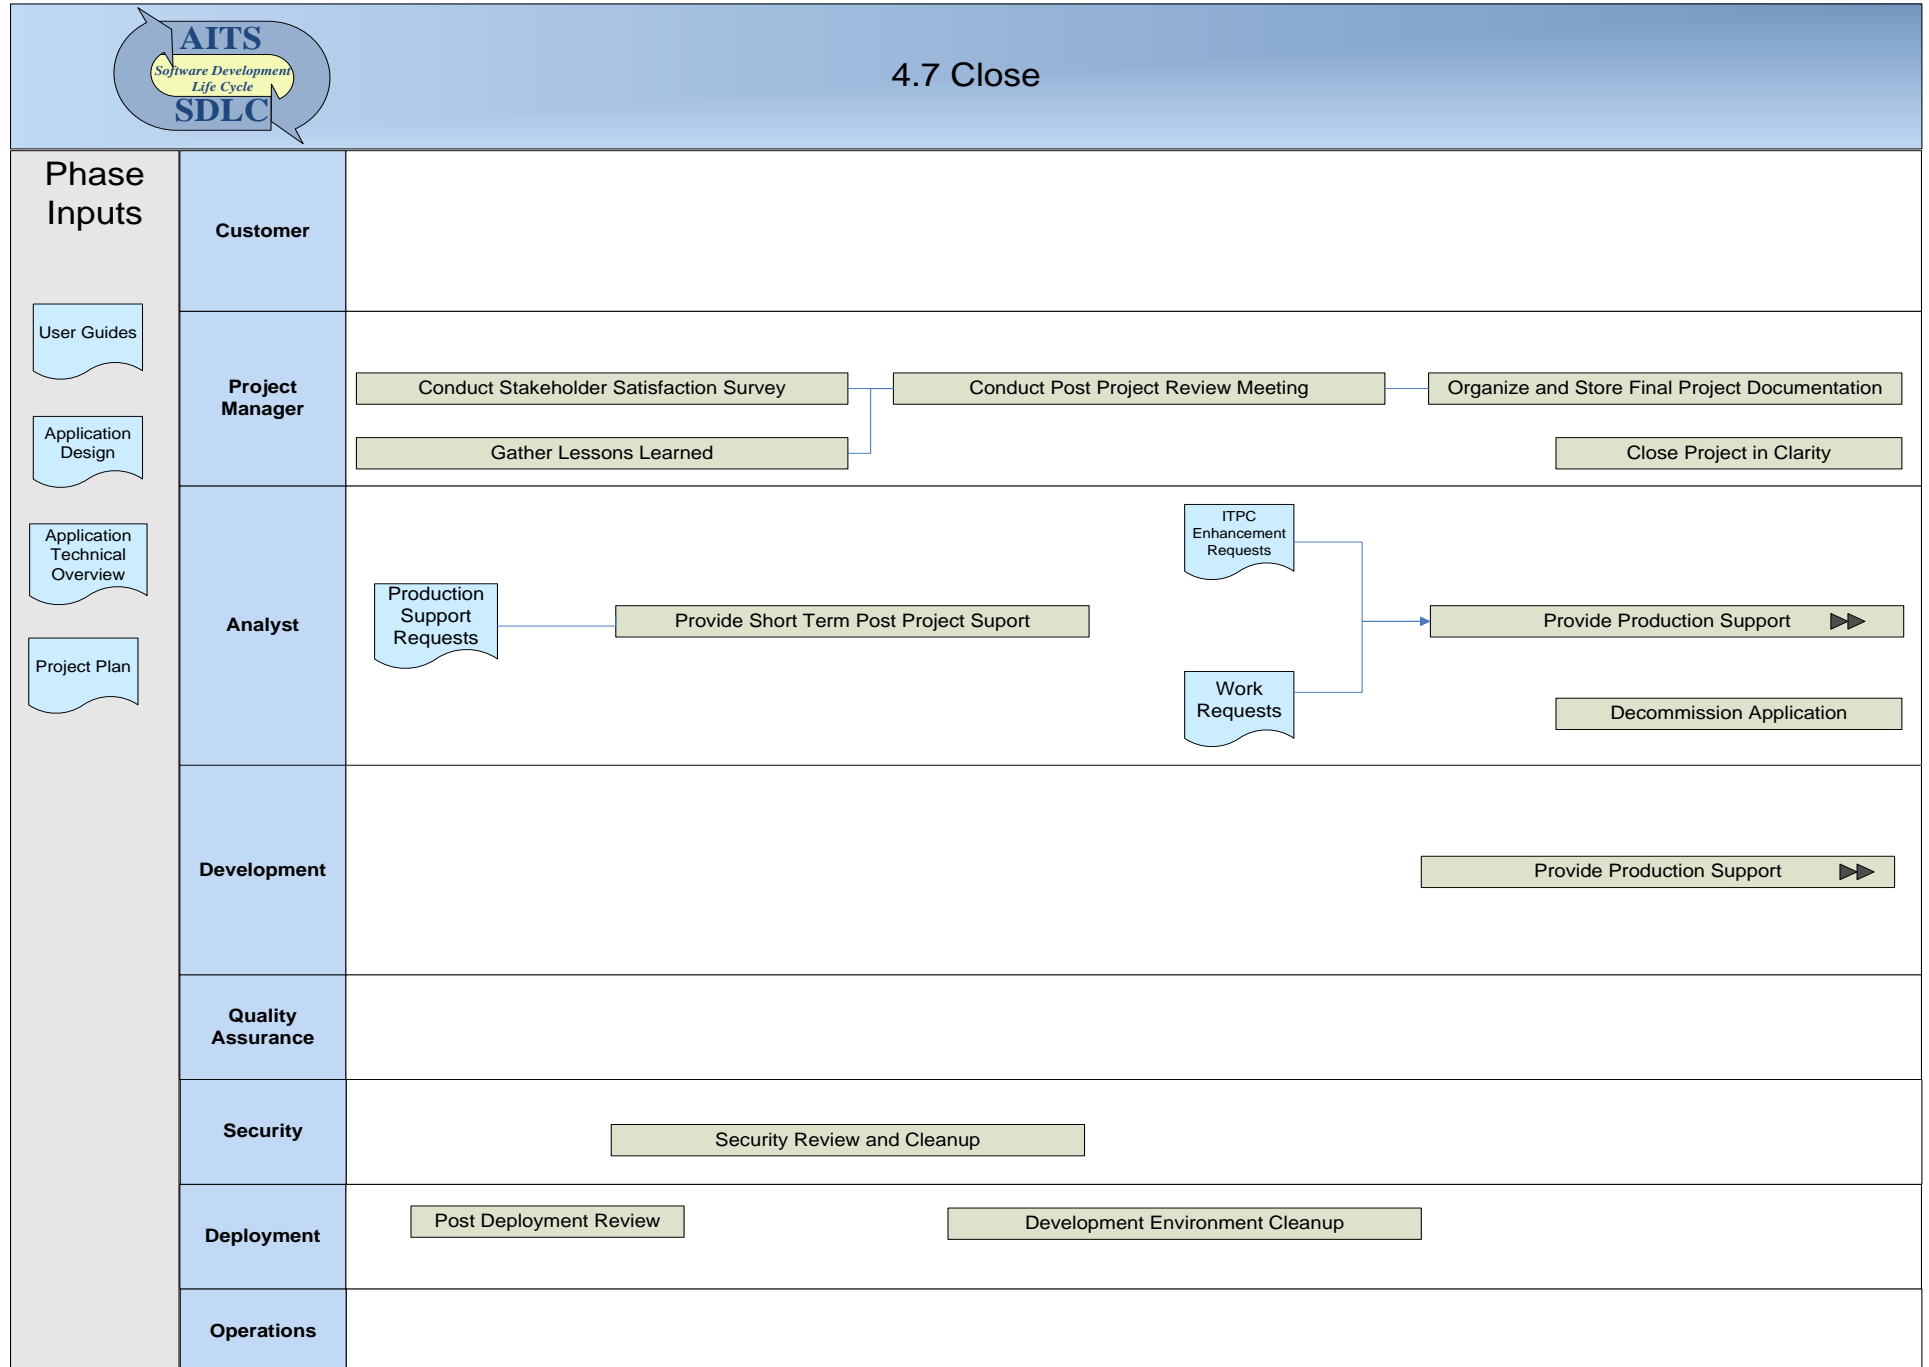 AITS
Software Development
Life Cycle
SDLC
4.7 Close
Phase
Inputs
User Guides
Application
Design
Application
Technical
Overview
Project Plan
Customer
Project
Manager
Conduct Stakeholder Satisfaction Survey
Conduct Post Project Review Meeting
Organize and Store Final Project Documentation
Gather Lessons Learned
Close Project in Clarity
Analyst
Production
Support
Requests
Provide Short Term Post Project Suport
ITPC
Enhancement
Requests
Work
Requests
Provide Production Support
Decommission Application
Development
Provide Production Support
Quality
Assurance
Security
Security Review and Cleanup
Deployment
Post Deployment Review
Development Environment Cleanup
Operations